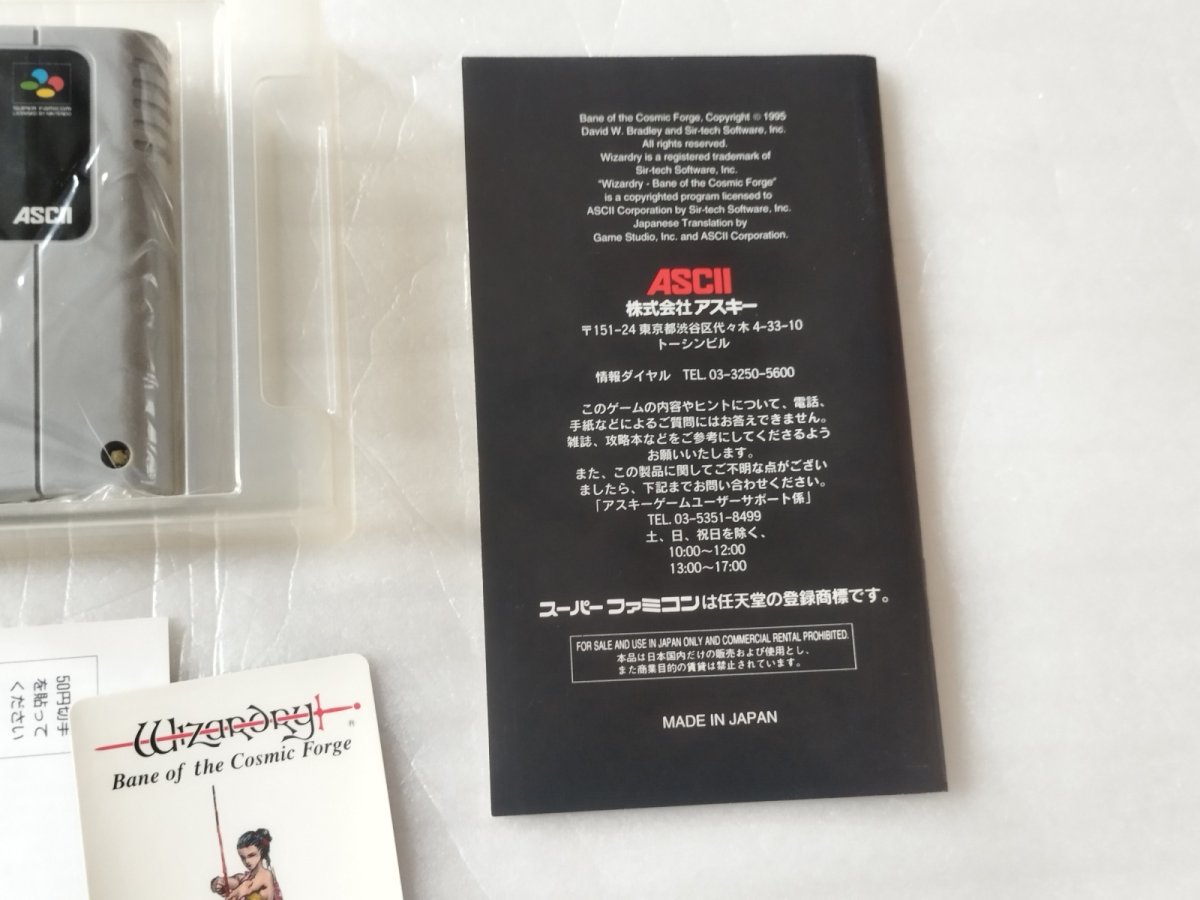 SUPER FAMICOM
LICENSED BY NINTENDO
ASCII
Bane of the Cosmic Forge, Copyright © 1995
David W. Bradley and Sir-tech Software, Inc.
All rights reserved.
Wizardry is a registered trademark of
Sir-tech Software, Inc.
"Wizardry - Bane of the Cosmic Forge"
is a copyrighted program licensed to
ASCII Corporation by Sir-tech Software, Inc.
Japanese Translation by
Game Studio, Inc. and ASCII Corporation.
ASCII
株式会社アスキー
〒151-24 東京都渋谷区代々木 4-33-10
トーシンビル
情報ダイヤル TEL. 03-3250-5600
このゲームの内容やヒントについて、電話、
手紙などによるご質問にはお答えできません。
雑誌、攻略本などをご参考にしてくださるよう
お願いいたします。
また、この製品に関してご不明な点がござい
ましたら、下記までお問い合わせください。
「アスキーゲームユーザーサポート係」
TEL. 03-5351-8499
土、日、祝日を除く、
10:00～12:00
13:00～17:00
スーパーファミコンは任天堂の登録商標です。
FOR SALE AND USE IN JAPAN ONLY AND COMMERCIAL RENTAL PROHIBITED.
本品は日本国内だけの販売および使用とし、
また商業目的の賃貸は禁止されています。
MADE IN JAPAN
50円切手
を貼って
ください
Wizardry ®
Bane of the Cosmic Forge